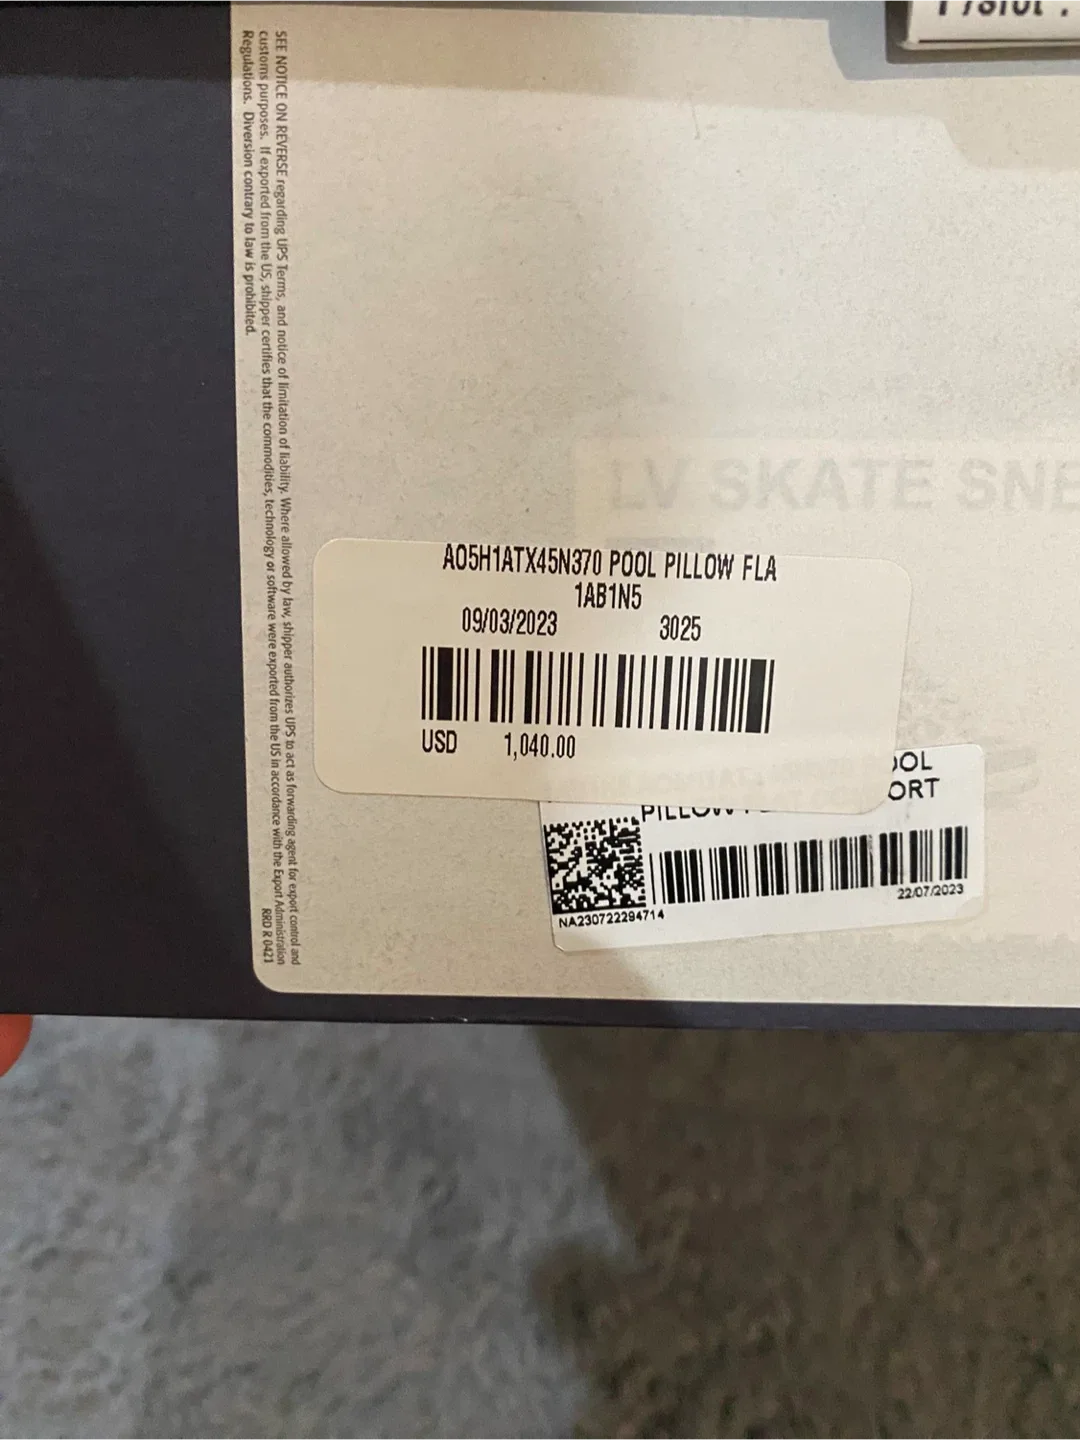 SEE NOTICE ON REVERSE regarding UPS Terms, and notice of limitation of liability. Where allowed by law, shipper authorizes UPS to act as forwarding agent for export control and
customs purposes. If exported from the US, shipper certifies that the commodities, technology or software were exported from the US in accordance with the Export Administration
Regulations. Diversion contrary to law is prohibited.
RRD R 0421
LV SKATE SNE
A05H1ATX45N370 POOL PILLOW FLA
1AB1N5
09/03/2023 3025
USD 1,040.00
OOL
PILLOW ORT
22/07/2023
NA230722294714